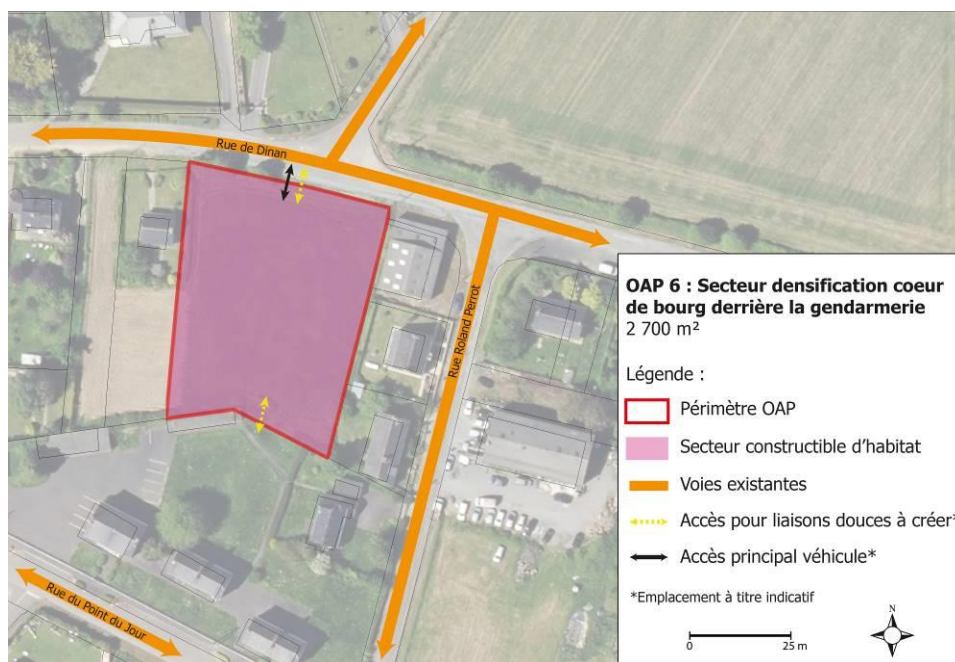 Rue de Dinan
Rue Roland Perrot
Rue du Point du Jour
OAP 6 : Secteur densification coeur
de bourg derrière la gendarmerie
2 700 m²
Légende :
Périmètre OAP
Secteur constructible d'habitat
Voies existantes
Accès pour liaisons douces à créer*
Accès principal véhicule*
*Emplacement à titre indicatif
N
0 25 m